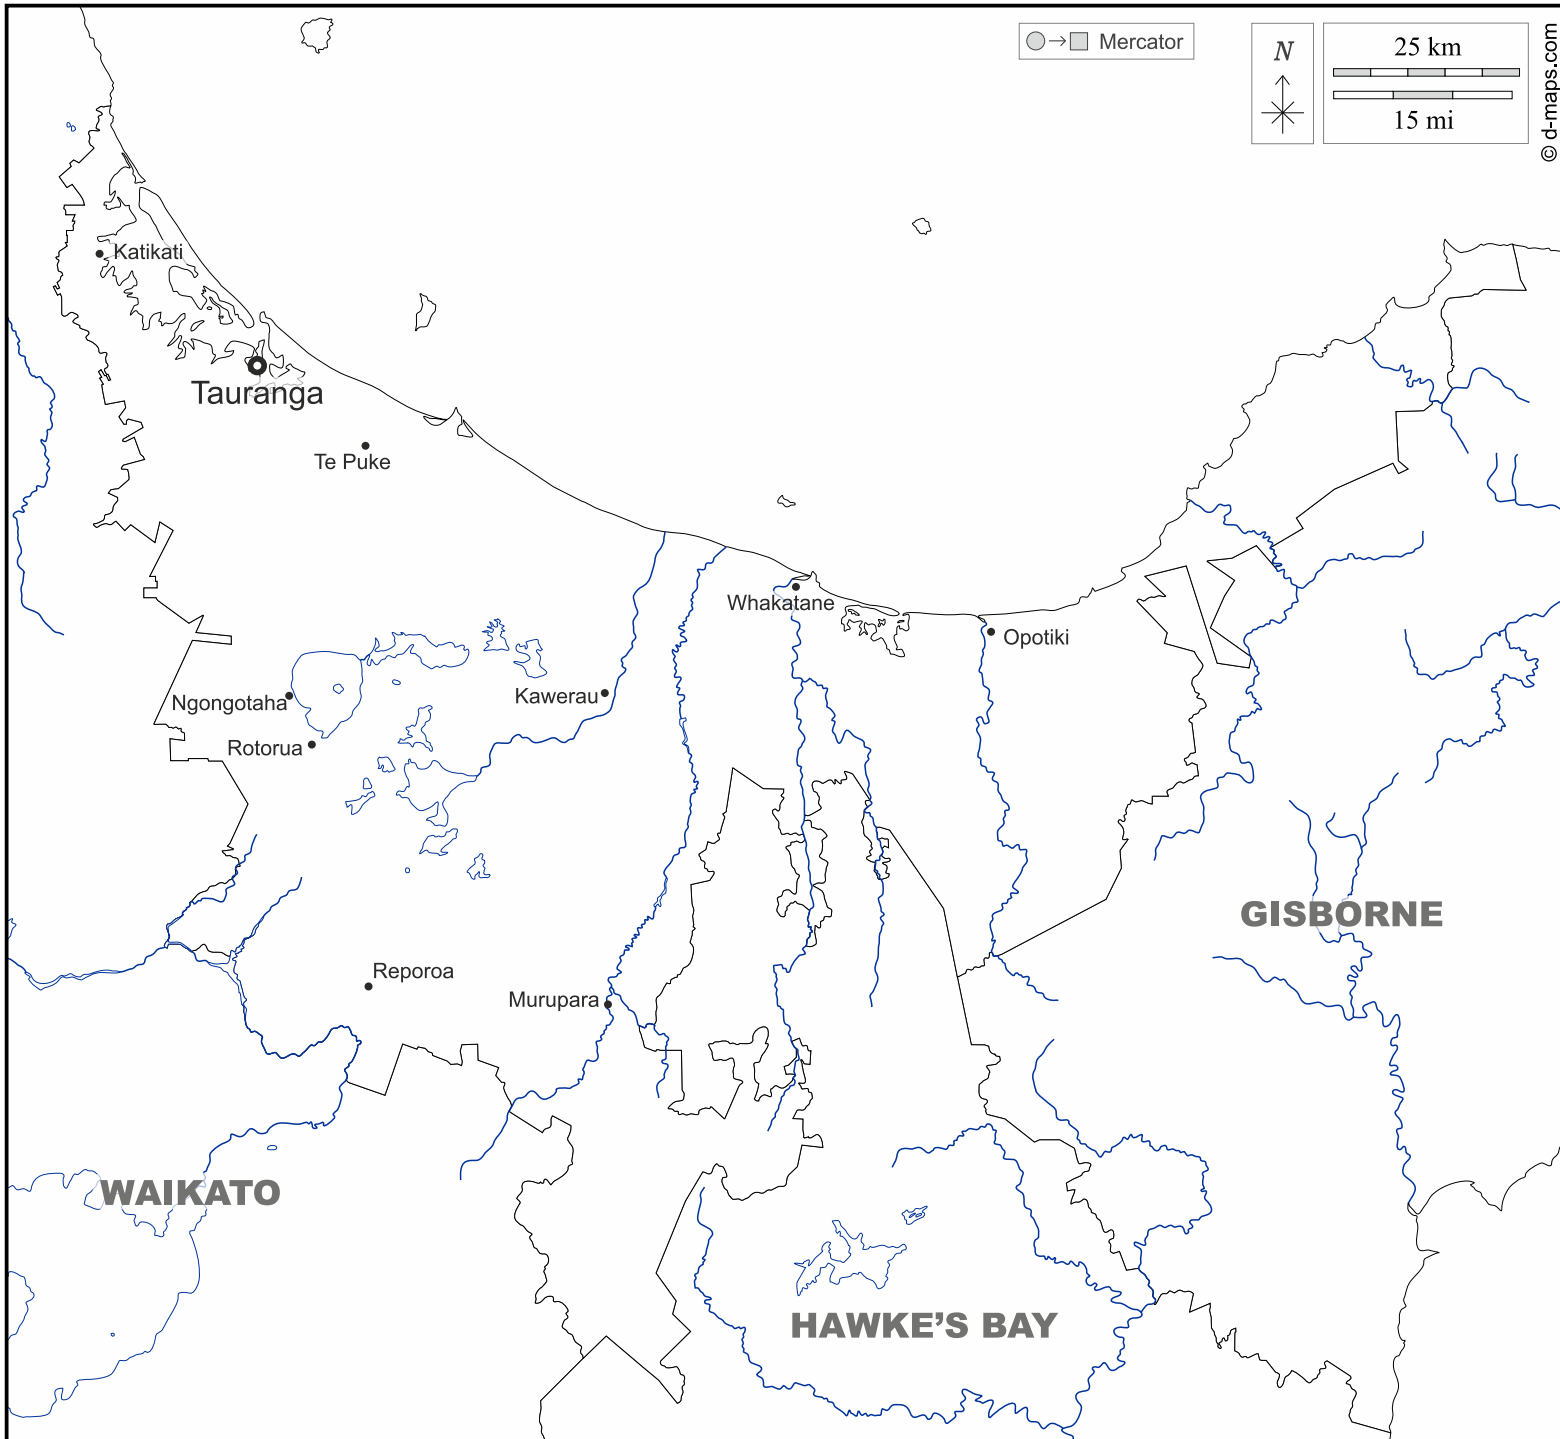 Mercator
N
25 km
15 mi
© d-maps.com
Katikati
Tauranga
Te Puke
Whakatane
Opotiki
Ngongotaha
Kawerau
Rotorua
GISBORNE
Reporoa
Murupara
WAIKATO
HAWKE'S BAY